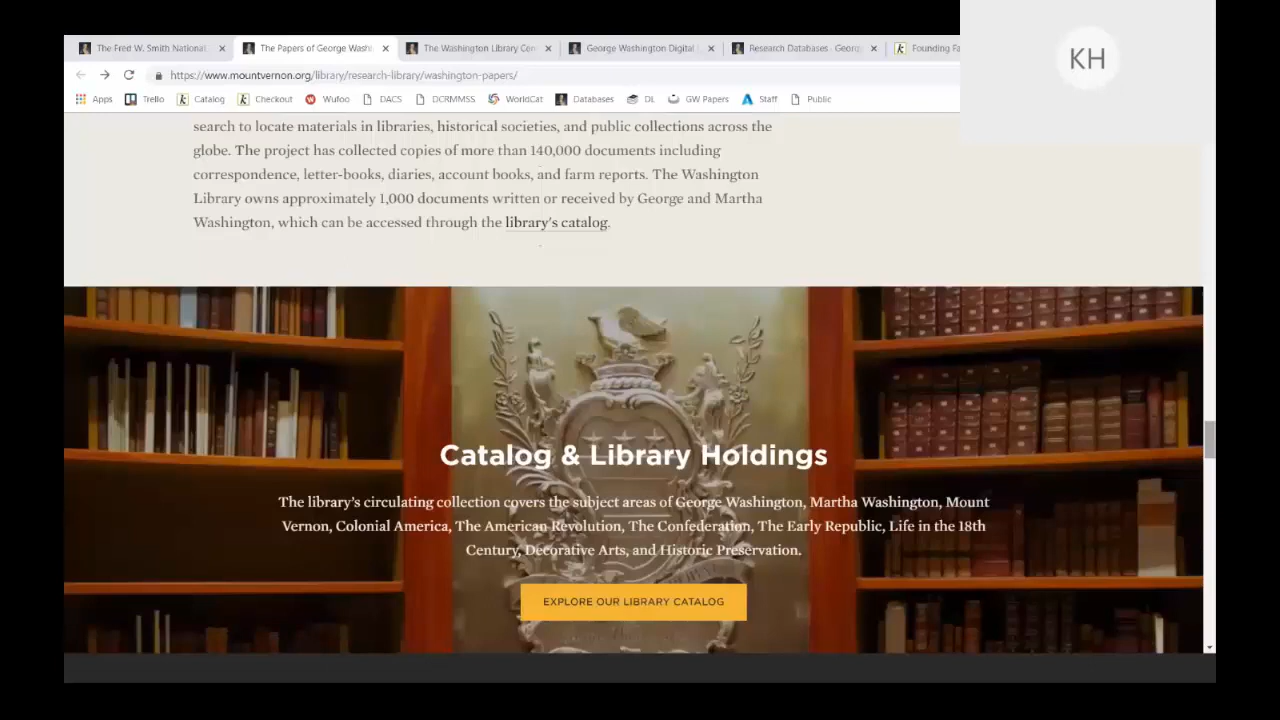 The Fred W. Smith National
The Papers of George Wash
The Washington Library Cen
George Washington Digital
Research Databases - Georg
Founding Fa
https://www.mountvernon.org/library/research-library/washington-papers/
Apps
Trello
Catalog
Checkout
Wufoo
DACS
DCRMMSS
WorldCat
Databases
DL
GW Papers
Staff
Public
KH
search to locate materials in libraries, historical societies, and public collections across the
globe. The project has collected copies of more than 140,000 documents including
correspondence, letter-books, diaries, account books, and farm reports. The Washington
Library owns approximately 1,000 documents written or received by George and Martha
Washington, which can be accessed through the library's catalog.
Catalog & Library Holdings
The library's circulating collection covers the subject areas of George Washington, Martha Washington, Mount
Vernon, Colonial America, The American Revolution, The Confederation, The Early Republic, Life in the 18th
Century, Decorative Arts, and Historic Preservation.
EXPLORE OUR LIBRARY CATALOG